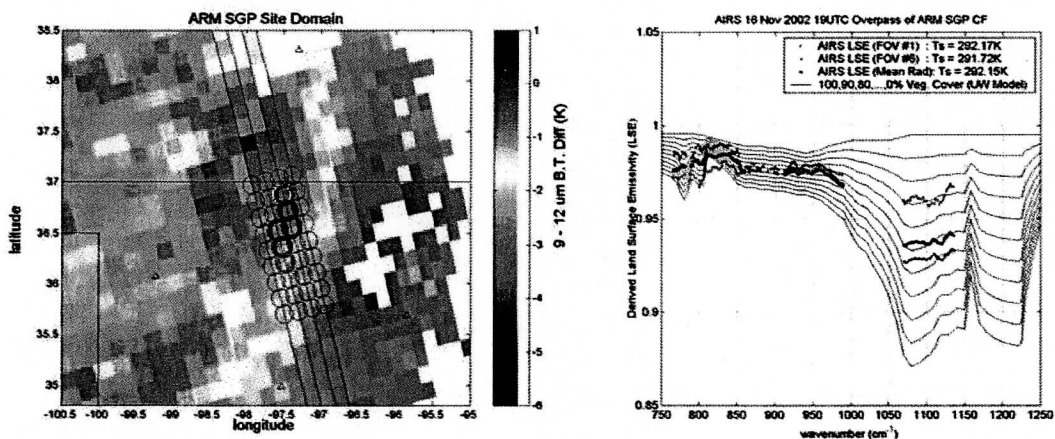 ARM SGP Site Domain
38.5
38
37.5
37
36.5
36
35.5
35
-100.5 -100 -99.5 -99 -98.5 -98 -97.5 -97 -96.5 -96 -95.5 -95
latitude
longitude
1
0
-1
-2
-3
-4
-5
-6
9 - 12 um B.T. Diff (K)
AIRS 16 Nov 2002 19UTC Overpass of ARM SGP CF
AIRS LSE (FOV #1) : Ts = 292.17K
AIRS LSE (FOV #6) : Ts = 291.72K
AIRS LSE (Mean Rad): Ts = 292.15K
100,90,80,...,0% Veg. Cover (UW Model)
Derived Land Surface Emissivity (LSE)
1
0.95
0.9
0.85
750 800 850 900 950 1000 1050 1100 1150 1200 1250
wavenumber (cm-1)